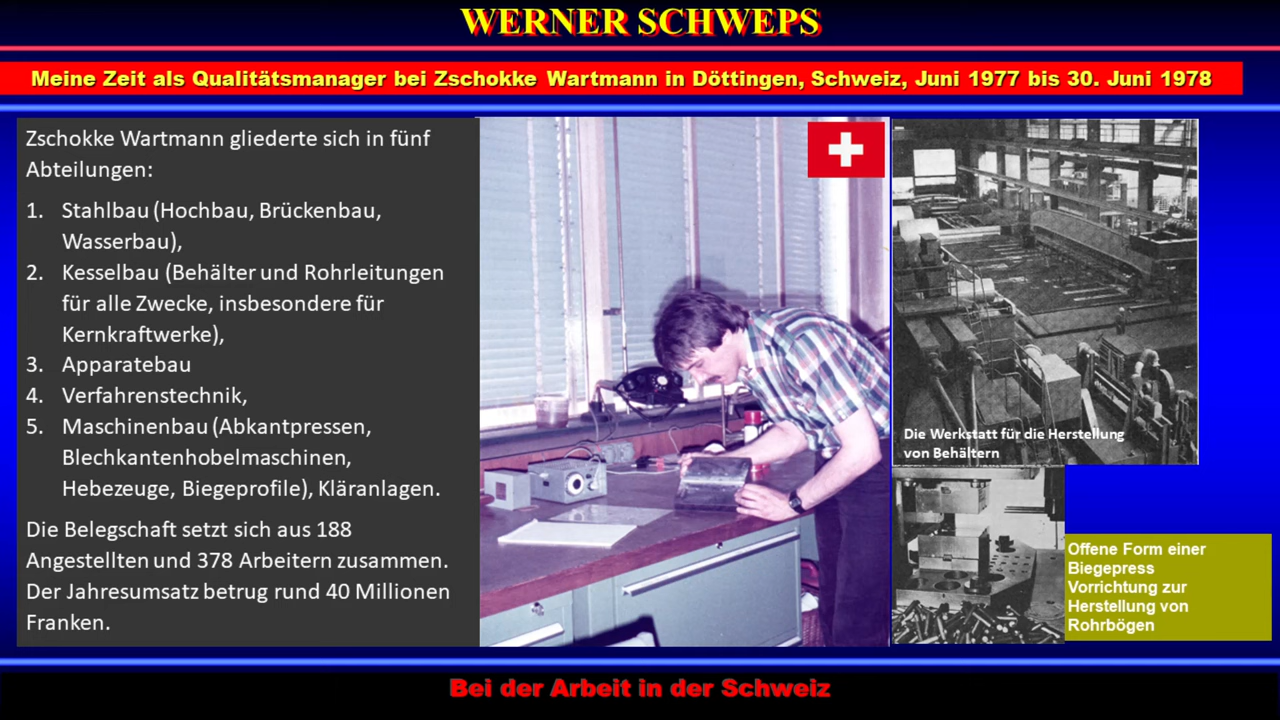 WERNER SCHWEPS
Meine Zeit als Qualitätsmanager bei Zschokke Wartmann in Döttingen, Schweiz, Juni 1977 bis 30. Juni 1978
Zschokke Wartmann gliederte sich in fünf
Abteilungen:
1. Stahlbau (Hochbau, Brückenbau,
Wasserbau),
2. Kesselbau (Behälter und Rohrleitungen
für alle Zwecke, insbesondere für
Kernkraftwerke),
3. Apparatebau
4. Verfahrenstechnik,
5. Maschinenbau (Abkantpressen,
Blechkantenhobelmaschinen,
Hebezeuge, Biegeprofile), Kläranlagen.
Die Belegschaft setzt sich aus 188
Angestellten und 378 Arbeitern zusammen.
Der Jahresumsatz betrug rund 40 Millionen
Franken.
Die Werkstatt für die Herstellung
von Behältern
Offene Form einer
Biegepress
Vorrichtung zur
Herstellung von
Rohrbögen
Bei der Arbeit in der Schweiz